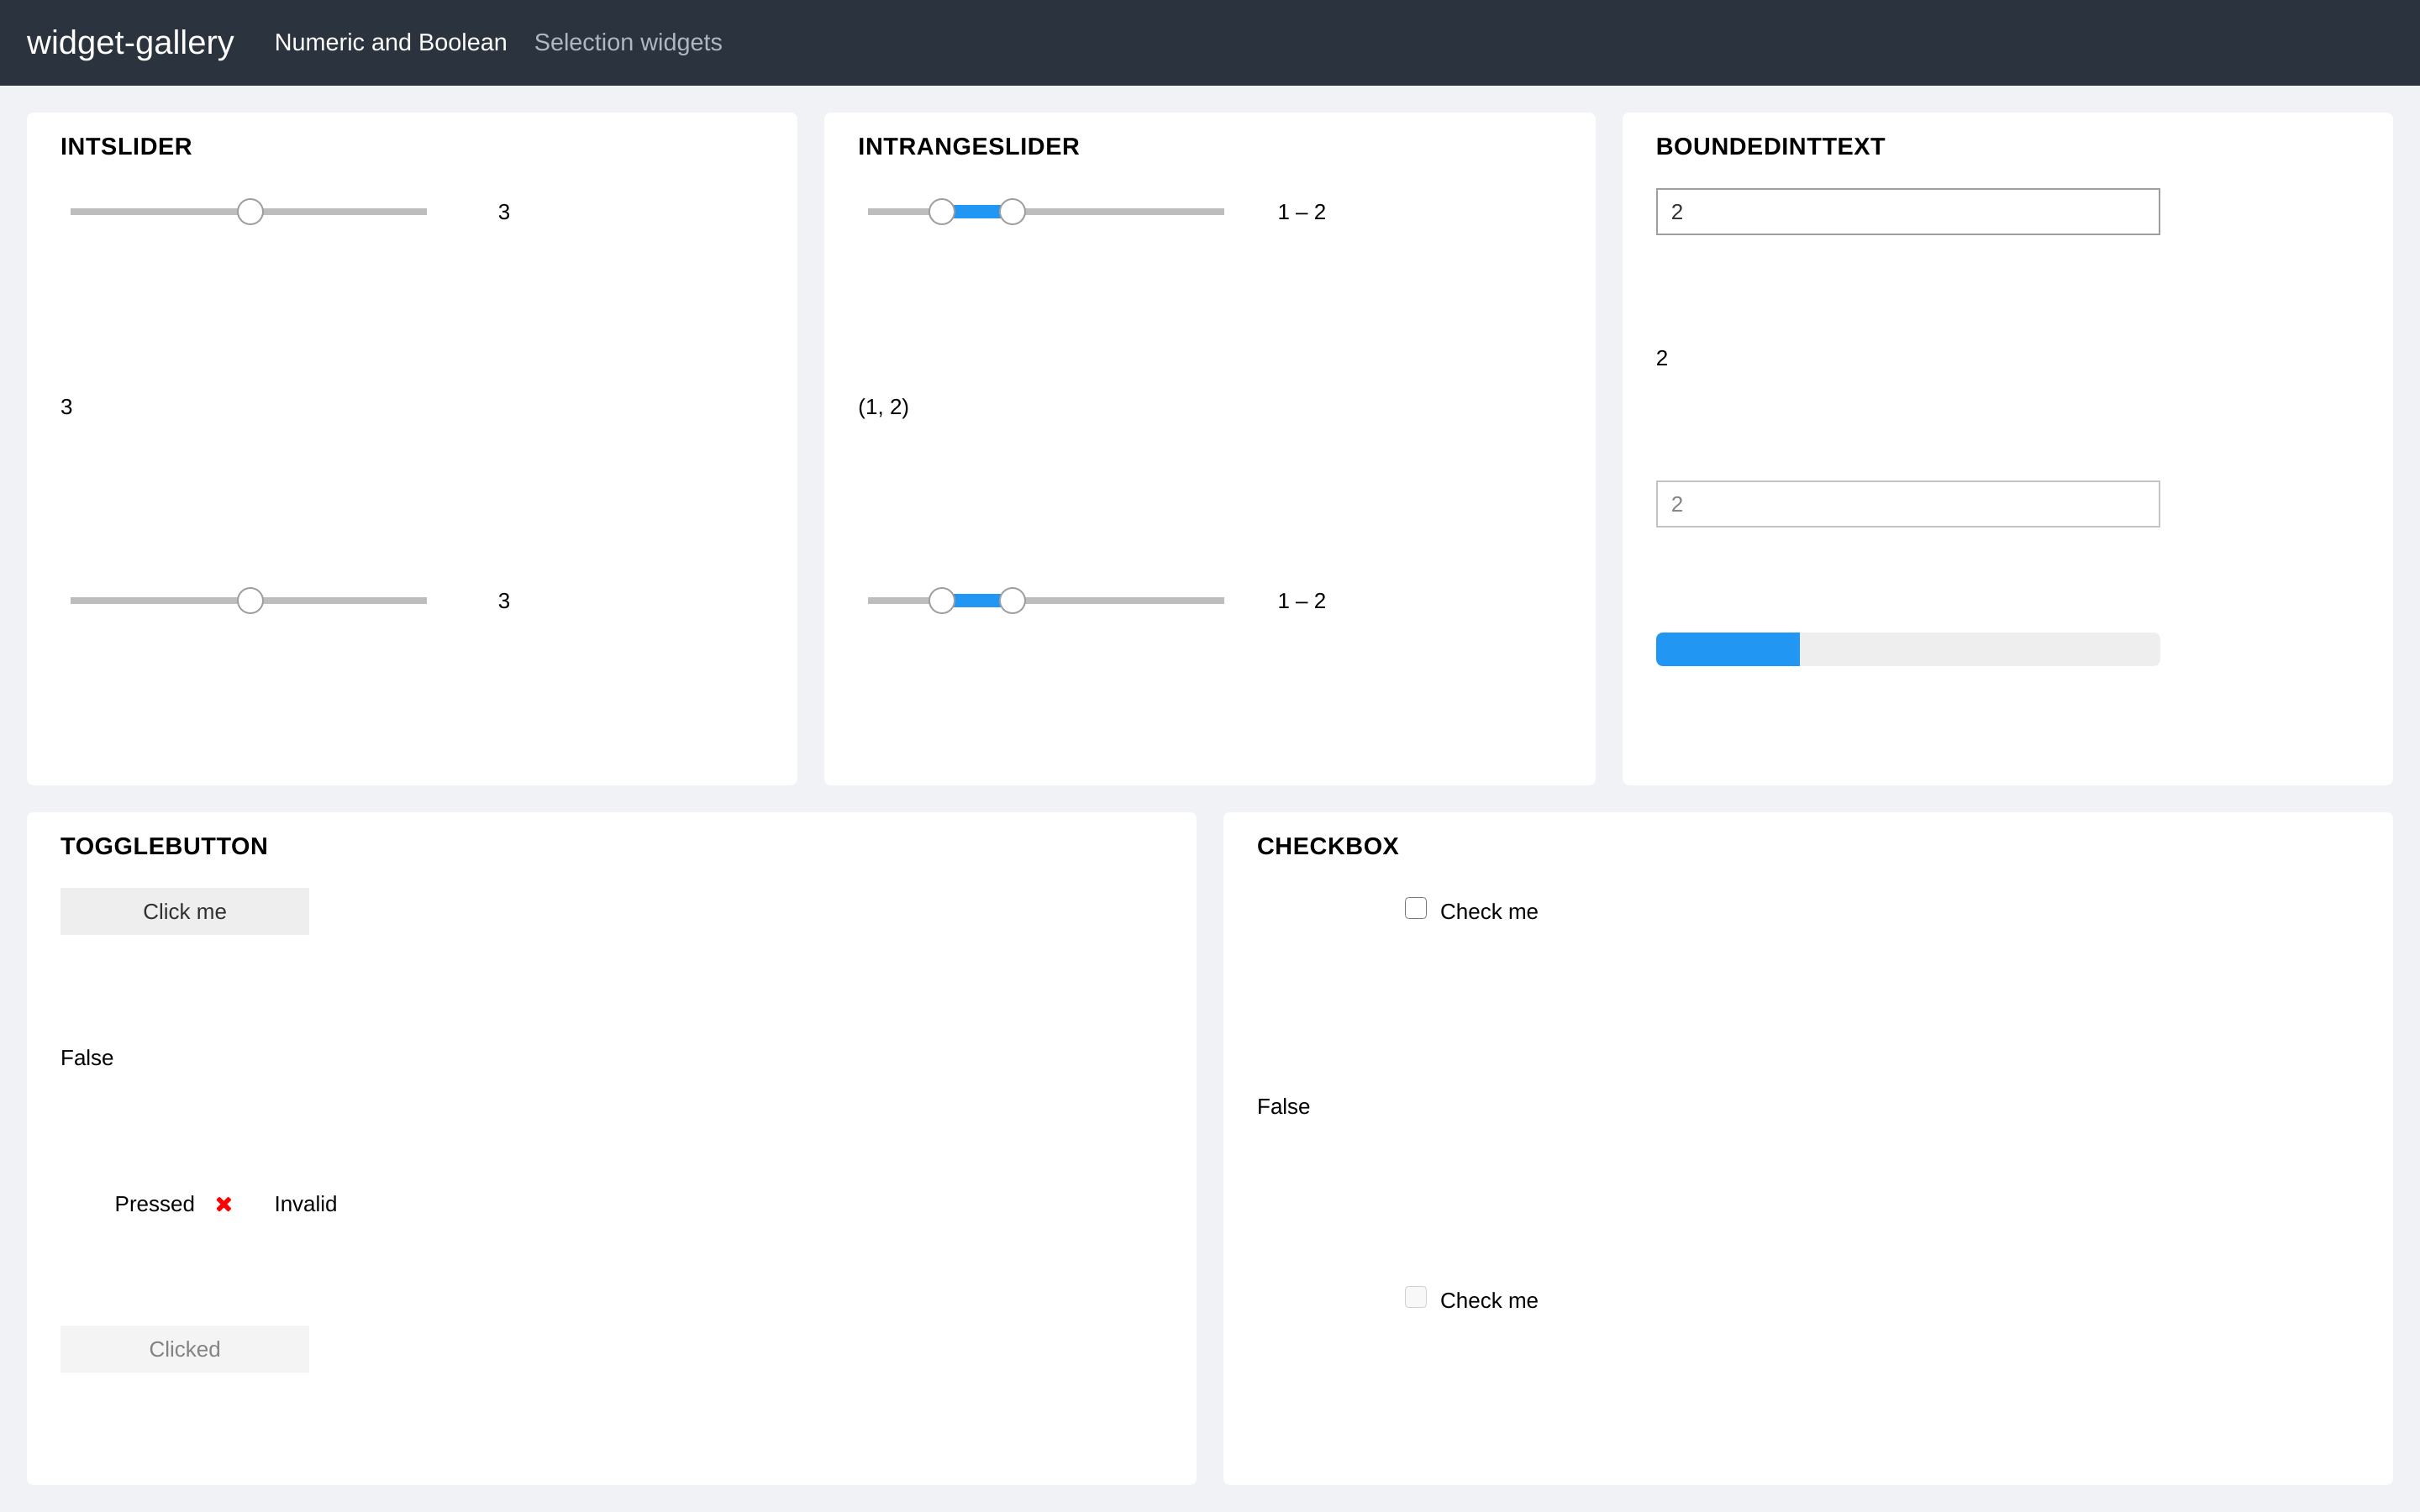 widget-gallery Numeric and Boolean Selection widgets
INTSLIDER
3
3
3
INTRANGESLIDER
1 – 2
(1, 2)
1 – 2
BOUNDEDINTTEXT
2
2
2
TOGGLEBUTTON
Click me
False
Pressed ✖ Invalid
Clicked
CHECKBOX
Check me
False
Check me